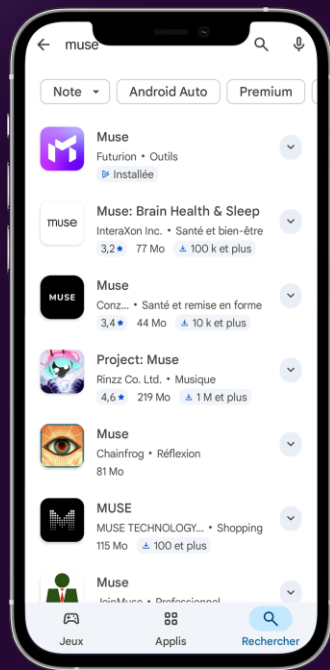 muse
Note
Android Auto
Premium
Muse
Futurion • Outils
Installée
muse
Muse: Brain Health & Sleep
InteraXon Inc. • Santé et bien-être
3,2★ 77 Mo 100 k et plus
MUSE
Muse
Conz... • Santé et remise en forme
3,4★ 44 Mo 10 k et plus
Project: Muse
Rinzz Co. Ltd. • Musique
4,6★ 219 Mo 1 M et plus
Muse
Chainfrog • Réflexion
81 Mo
MUSE
MUSE TECHNOLOGY... • Shopping
115 Mo 100 et plus
Muse
JoinMuse • Professionnel
Jeux
Applis
Rechercher